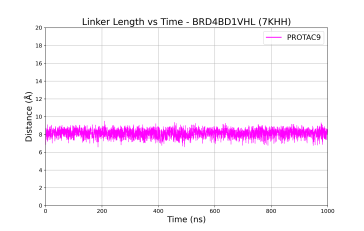 Linker Length vs Time - BRD4BD1VHL (7KHH)
PROTAC9
Distance (Å)
20
18
16
14
12
10
8
6
4
2
0
0 200 400 600 800 1000
Time (ns)